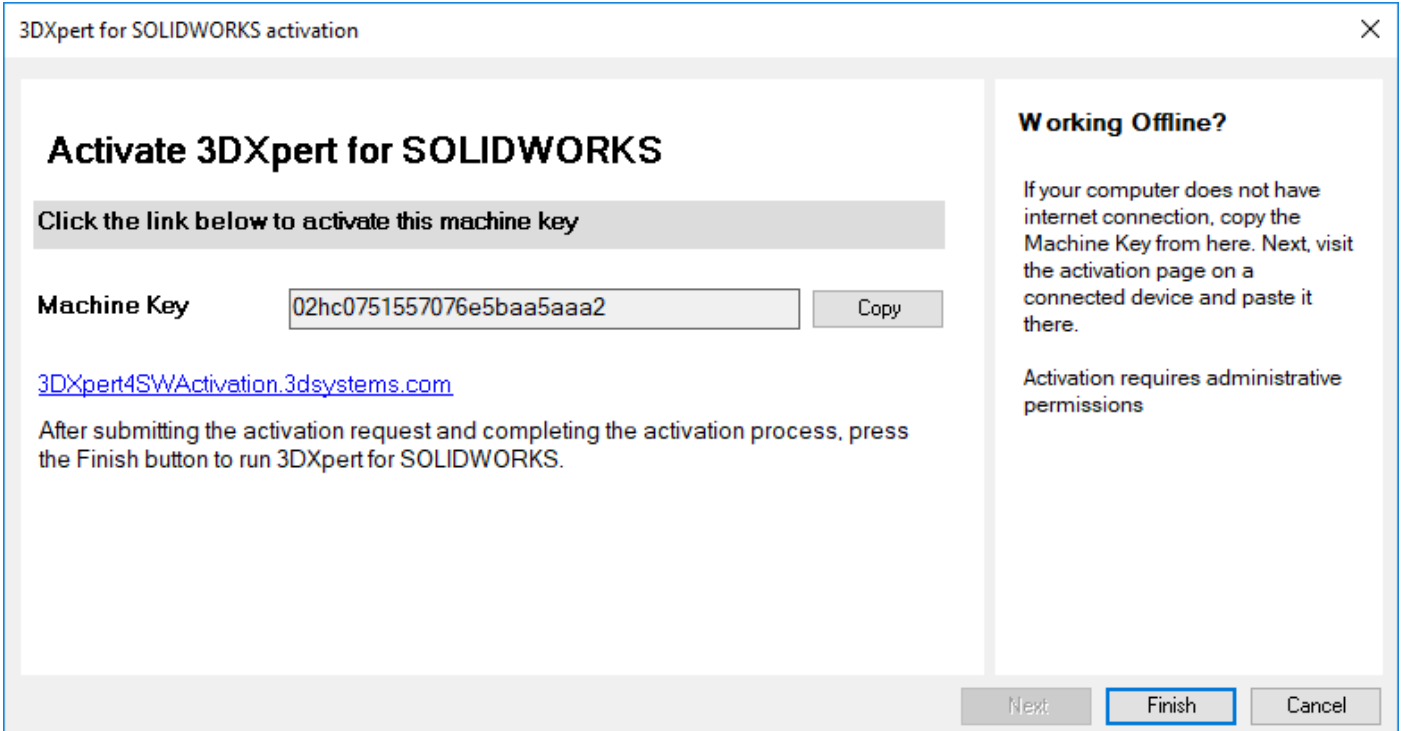 3DXpert for SOLIDWORKS activation
Activate 3DXpert for SOLIDWORKS
Click the link below to activate this machine key
Machine Key
02hc0751557076e5baa5aaa2
Copy
3DXpert4SWActivation.3dsystems.com
After submitting the activation request and completing the activation process, press
the Finish button to run 3DXpert for SOLIDWORKS.
Working Offline?
If your computer does not have
internet connection, copy the
Machine Key from here. Next, visit
the activation page on a
connected device and paste it
there.
Activation requires administrative
permissions
Next
Finish
Cancel